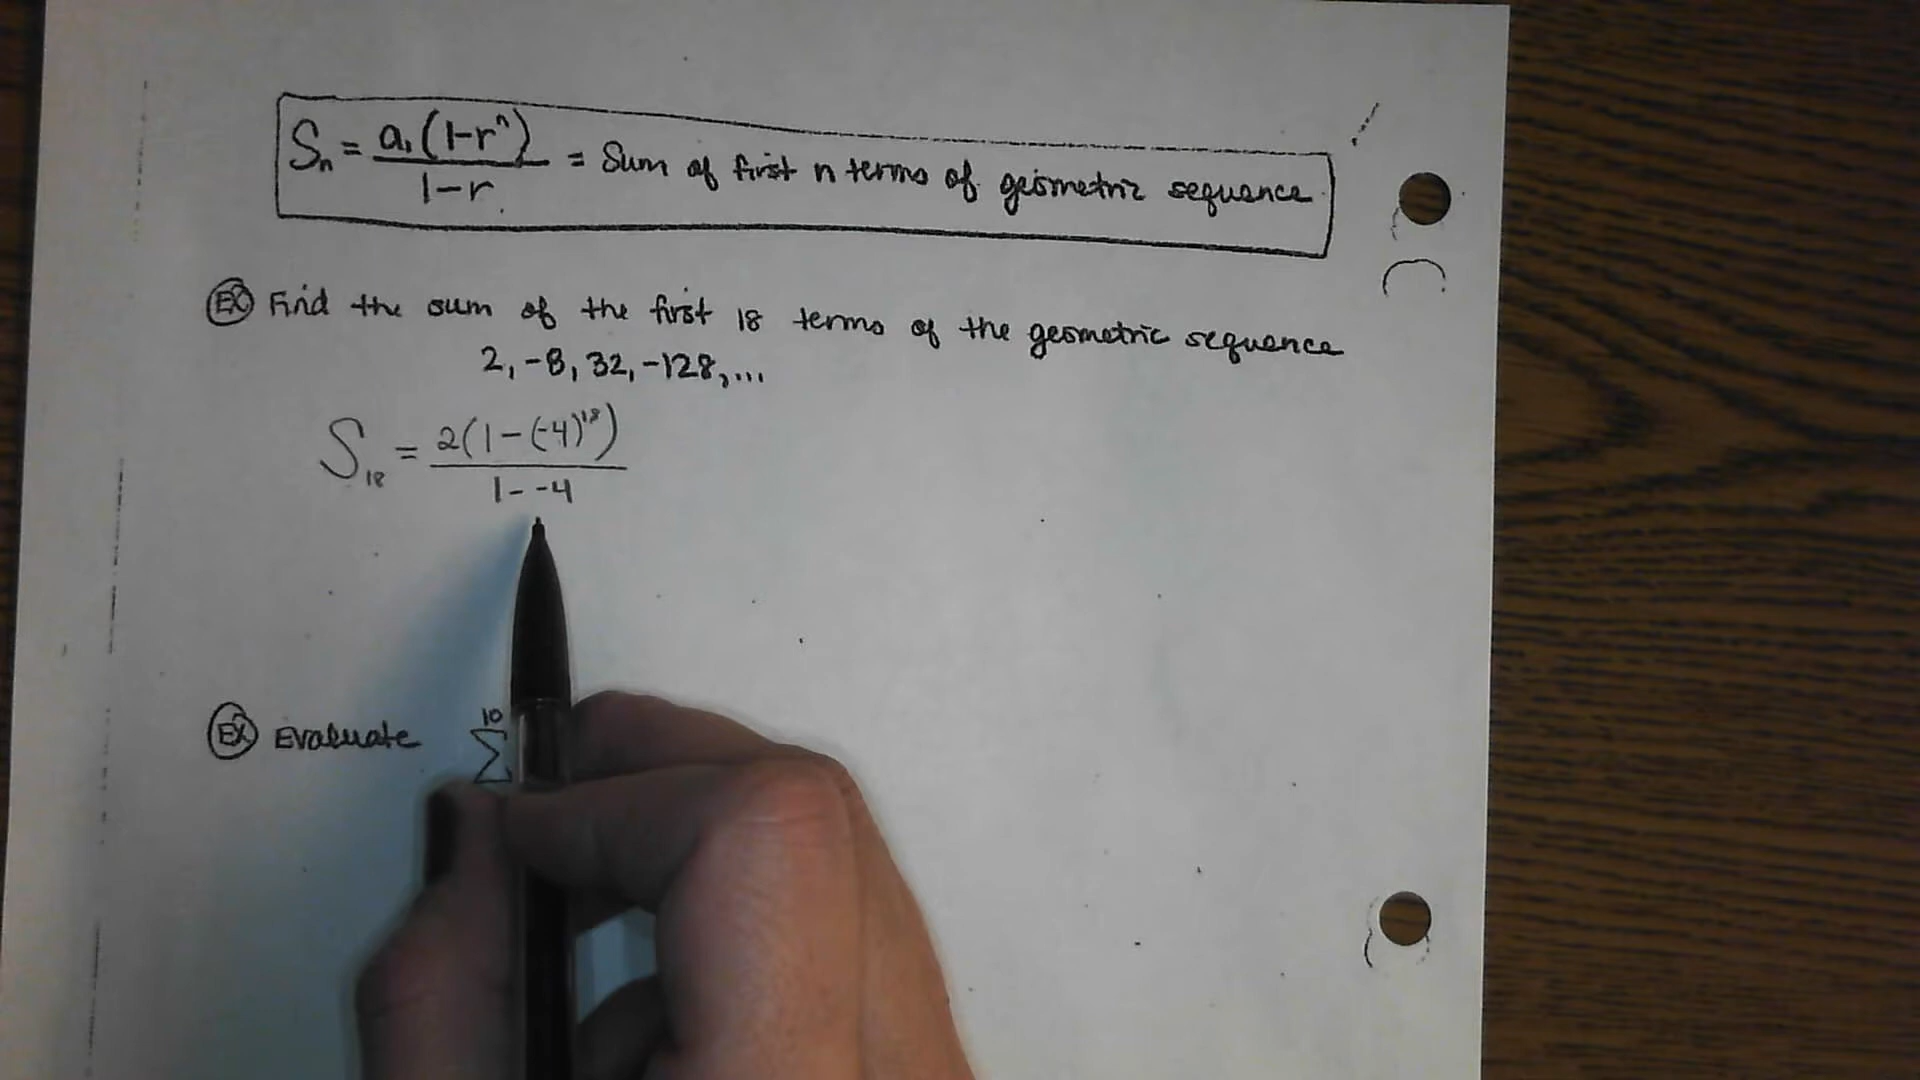 Sₙ = a₁(1-rⁿ) / 1-r = Sum of first n terms of geometric sequence
EX Find the sum of the first 18 terms of the geometric sequence
2, -8, 32, -128, ...
S₁₈ = 2(1-(-4)¹⁸) / 1--4
EX Evaluate 10 Σ